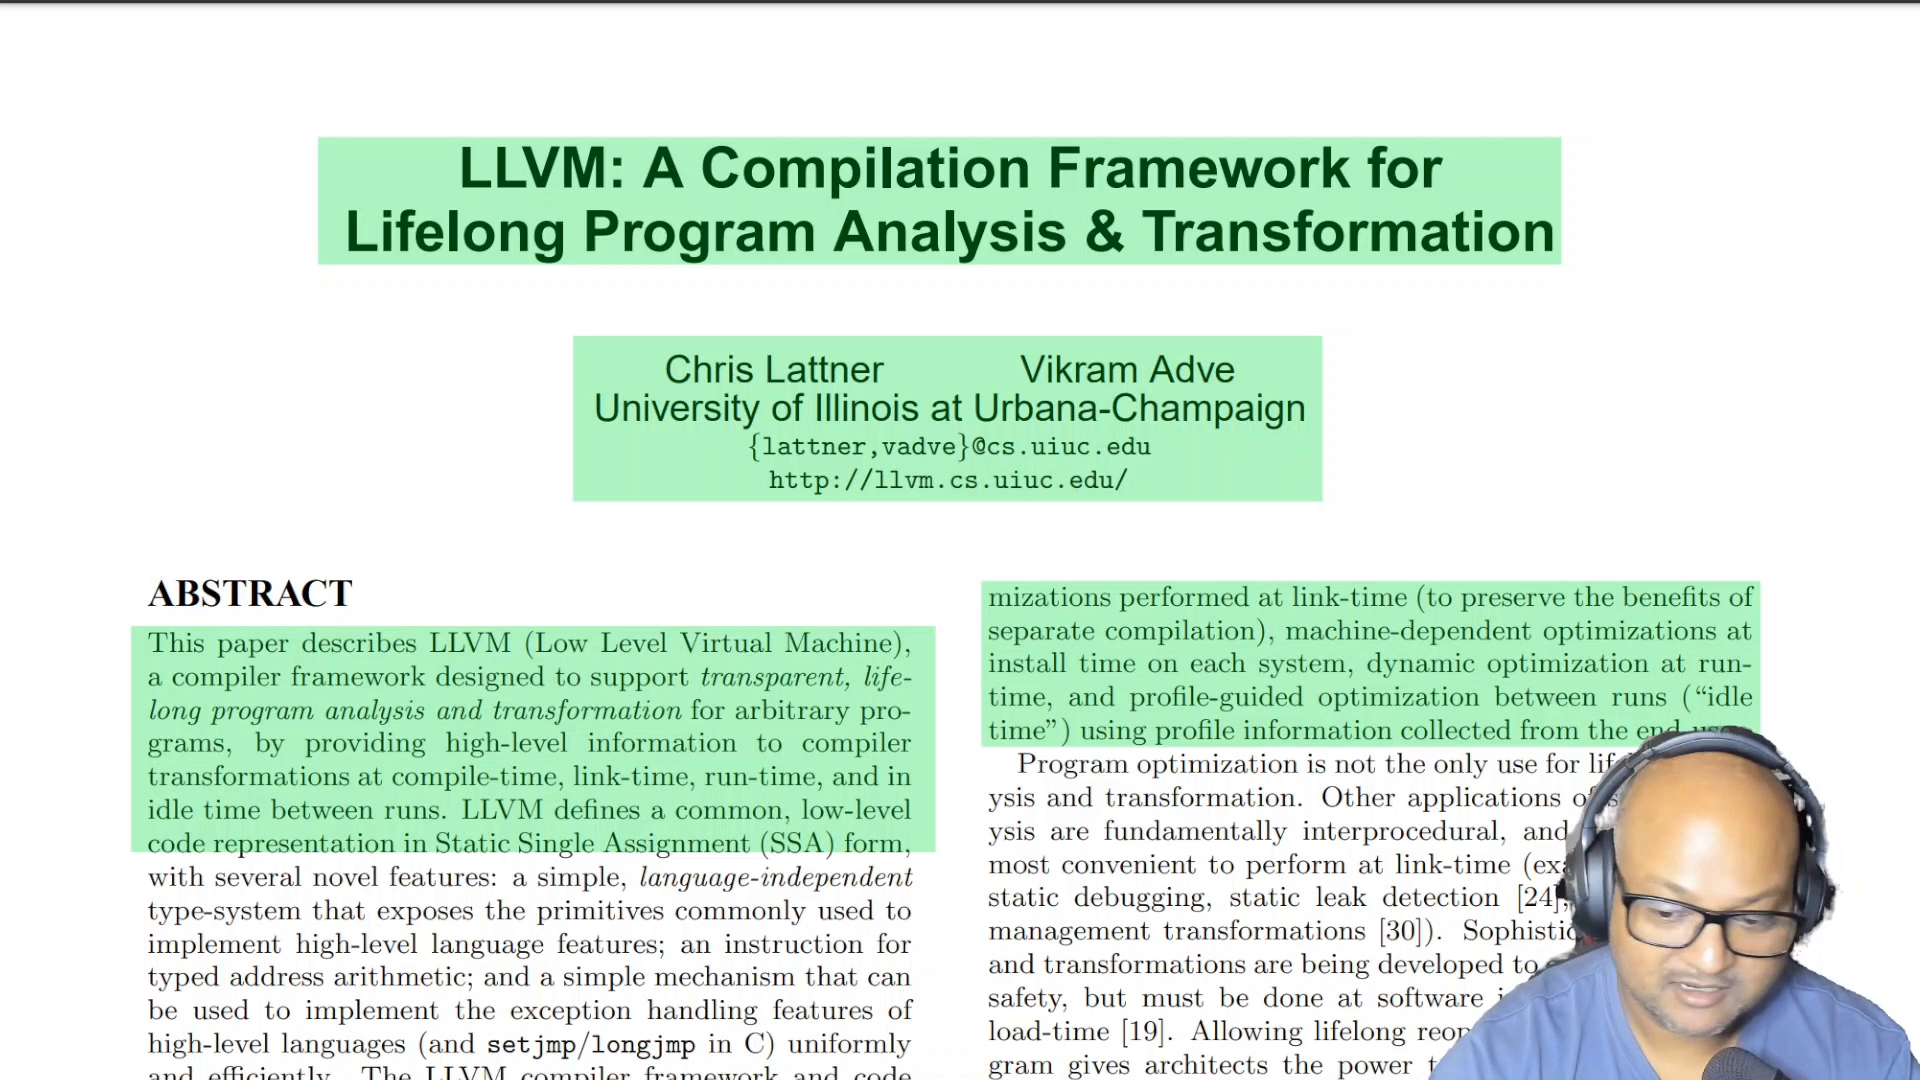 LLVM: A Compilation Framework for
Lifelong Program Analysis & Transformation
Chris Lattner Vikram Adve
University of Illinois at Urbana-Champaign
{lattner,vadve}@cs.uiuc.edu
http://llvm.cs.uiuc.edu/
ABSTRACT
This paper describes LLVM (Low Level Virtual Machine),
a compiler framework designed to support transparent, life-
long program analysis and transformation for arbitrary pro-
grams, by providing high-level information to compiler
transformations at compile-time, link-time, run-time, and in
idle time between runs. LLVM defines a common, low-level
code representation in Static Single Assignment (SSA) form,
with several novel features: a simple, language-independent
type-system that exposes the primitives commonly used to
implement high-level language features; an instruction for
typed address arithmetic; and a simple mechanism that can
be used to implement the exception handling features of
high-level languages (and setjmp/longjmp in C) uniformly
and efficiently. The LLVM compiler framework and code
mizations performed at link-time (to preserve the benefits of
separate compilation), machine-dependent optimizations at
install time on each system, dynamic optimization at run-
time, and profile-guided optimization between runs (“idle
time”) using profile information collected from the end
Program optimization is not the only use for
ysis and transformation. Other applications of
ysis are fundamentally interprocedural, and
most convenient to perform at link-time
static debugging, static leak detection [24],
management transformations [30]).
and transformations are being developed to
safety, but must be done at software
load-time [19]. Allowing lifelong
gram gives architects the power